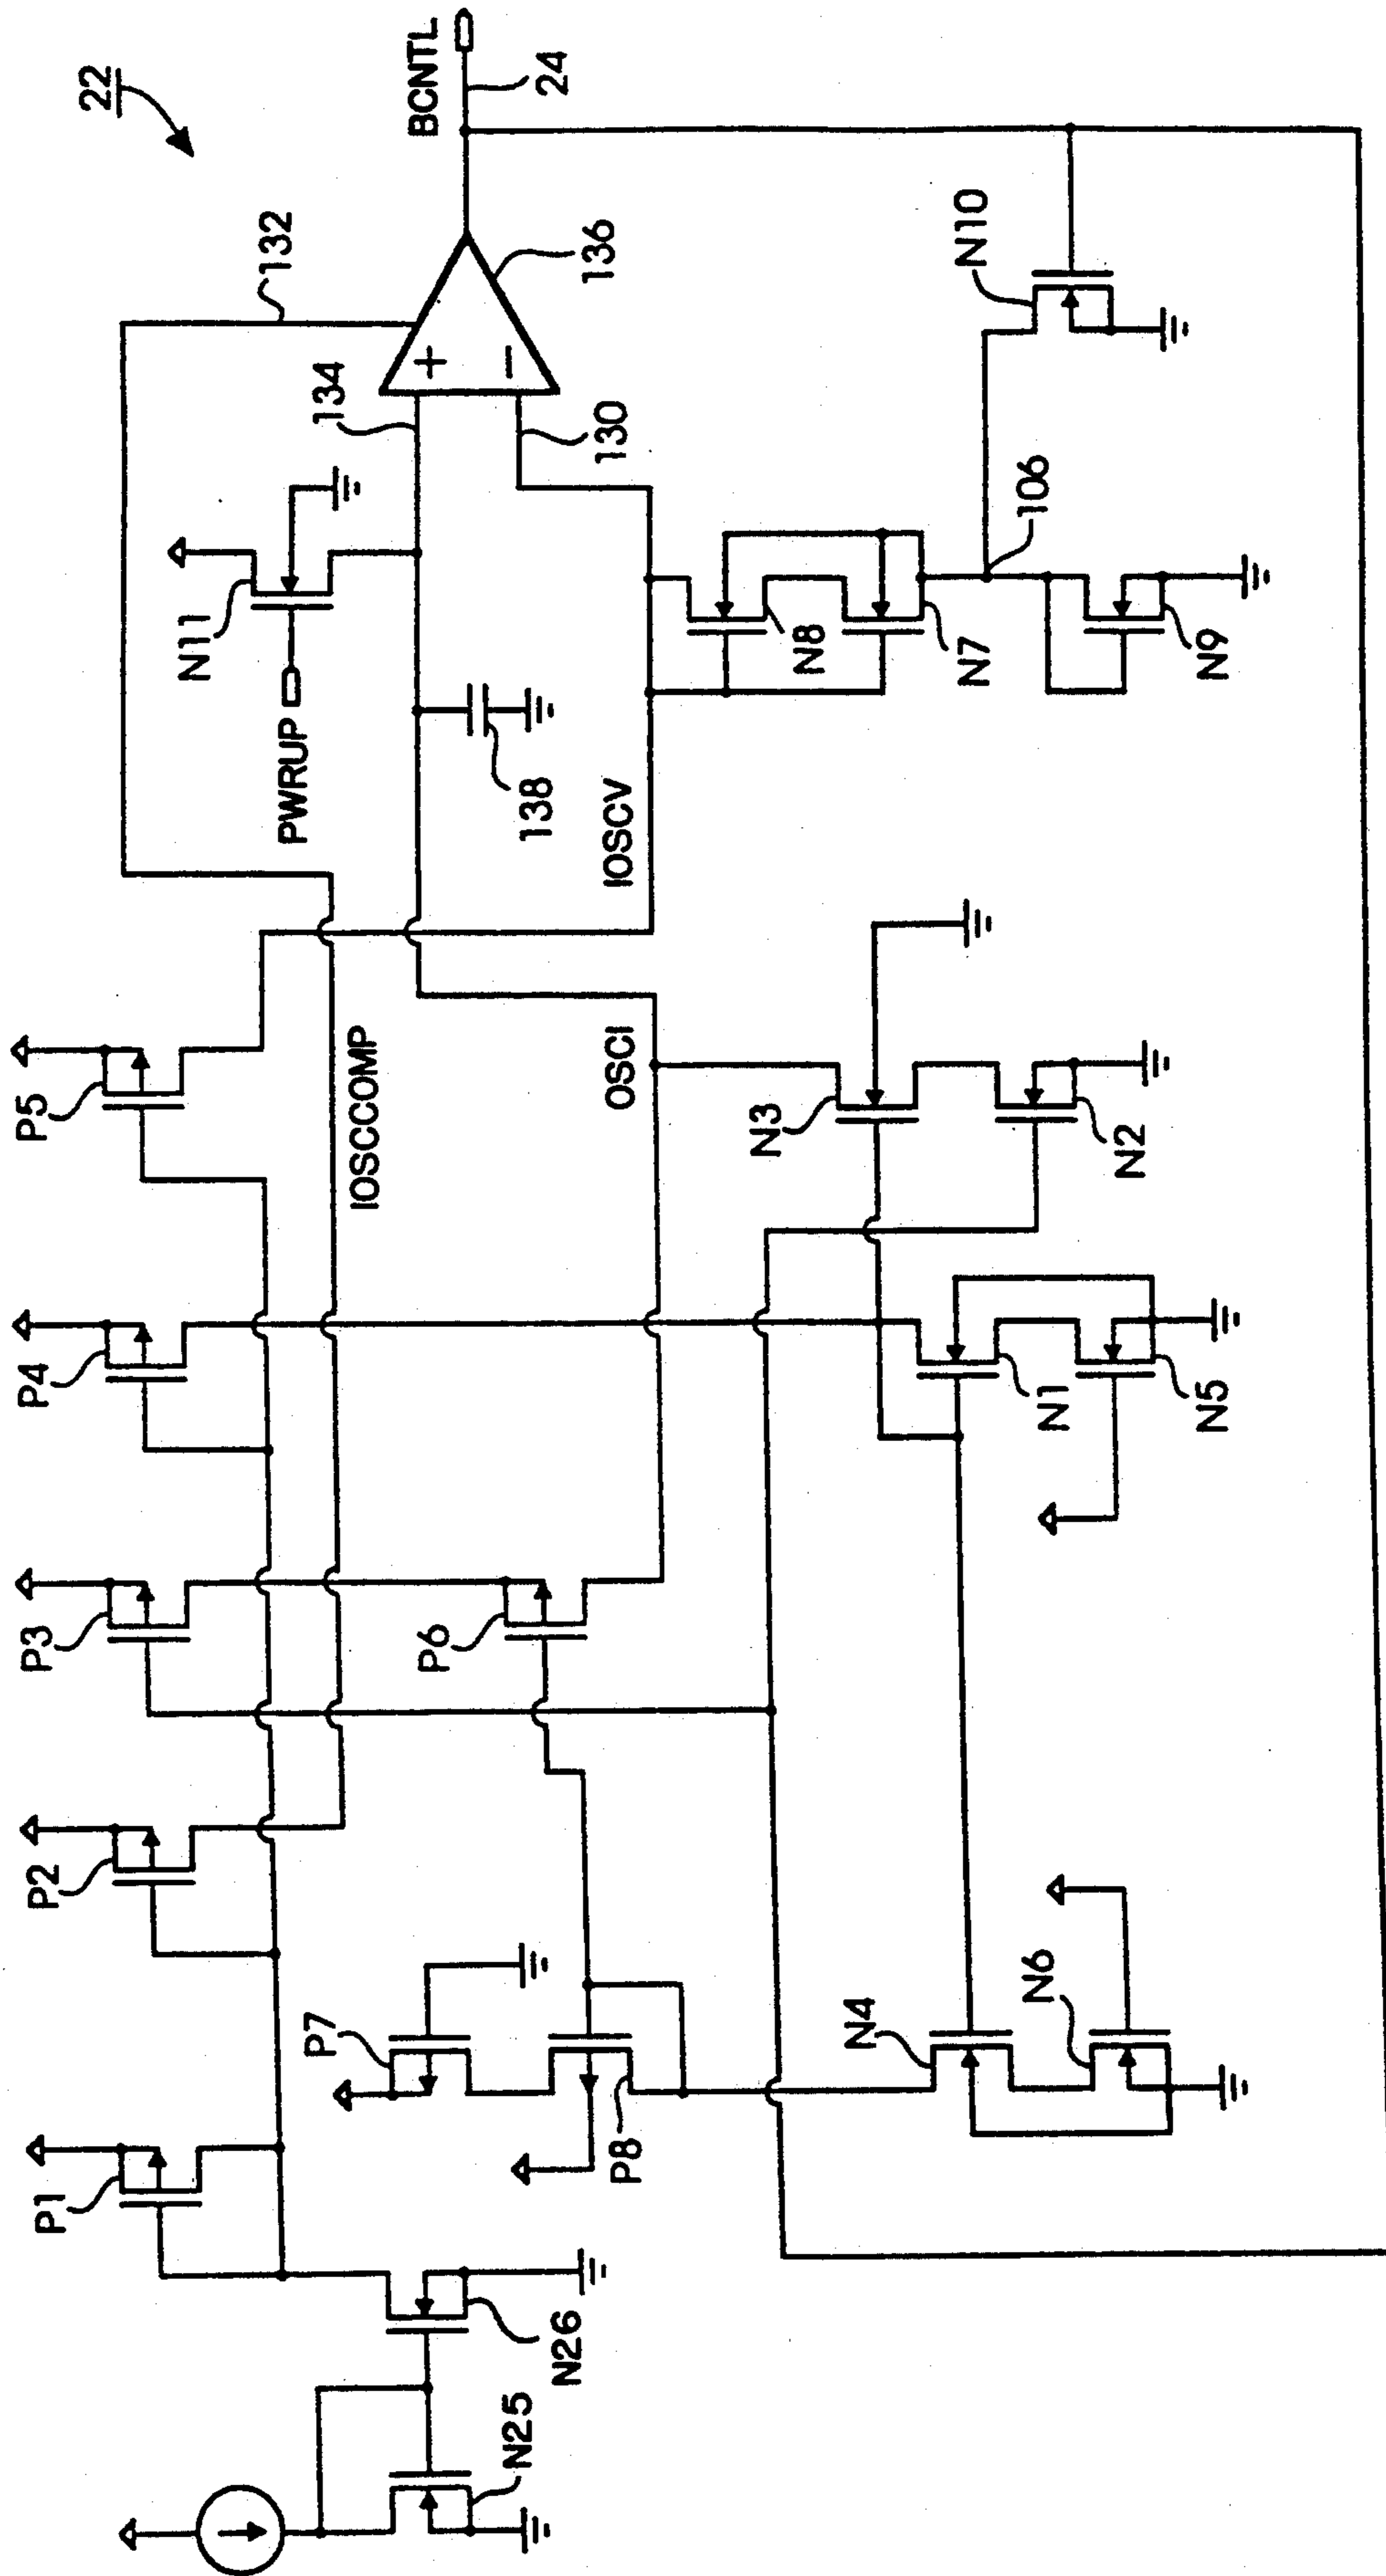 22
P1
P2
P3
P4
P5
132
BCNTL
24
N11
PWRUP
134
136
+
−
130
IOSCCOMP
138
IOSCV
OSCI
P7
P6
P8
N25
N26
N4
N6
N1
N5
N3
N2
N8
N7
106
N9
N10